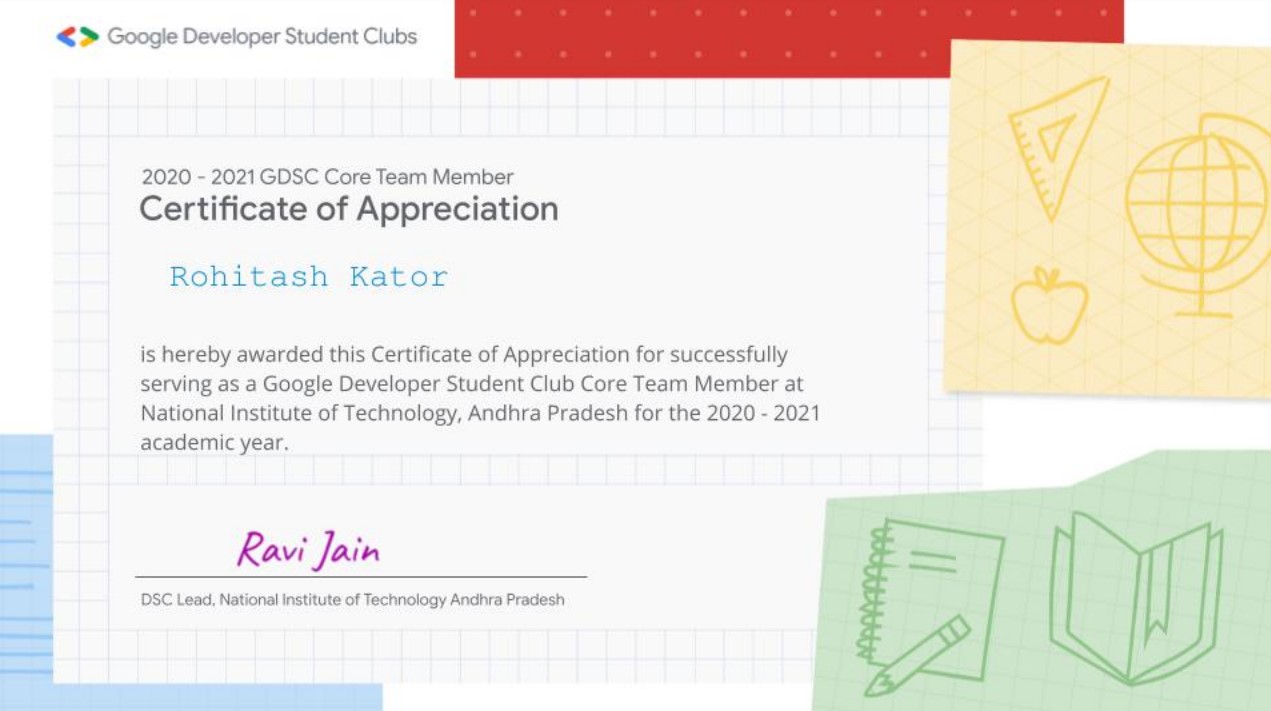 Google Developer Student Clubs
2020 - 2021 GDSC Core Team Member
Certificate of Appreciation
Rohitash Kator
is hereby awarded this Certificate of Appreciation for successfully
serving as a Google Developer Student Club Core Team Member at
National Institute of Technology, Andhra Pradesh for the 2020 - 2021
academic year.
Ravi Jain
DSC Lead, National Institute of Technology Andhra Pradesh